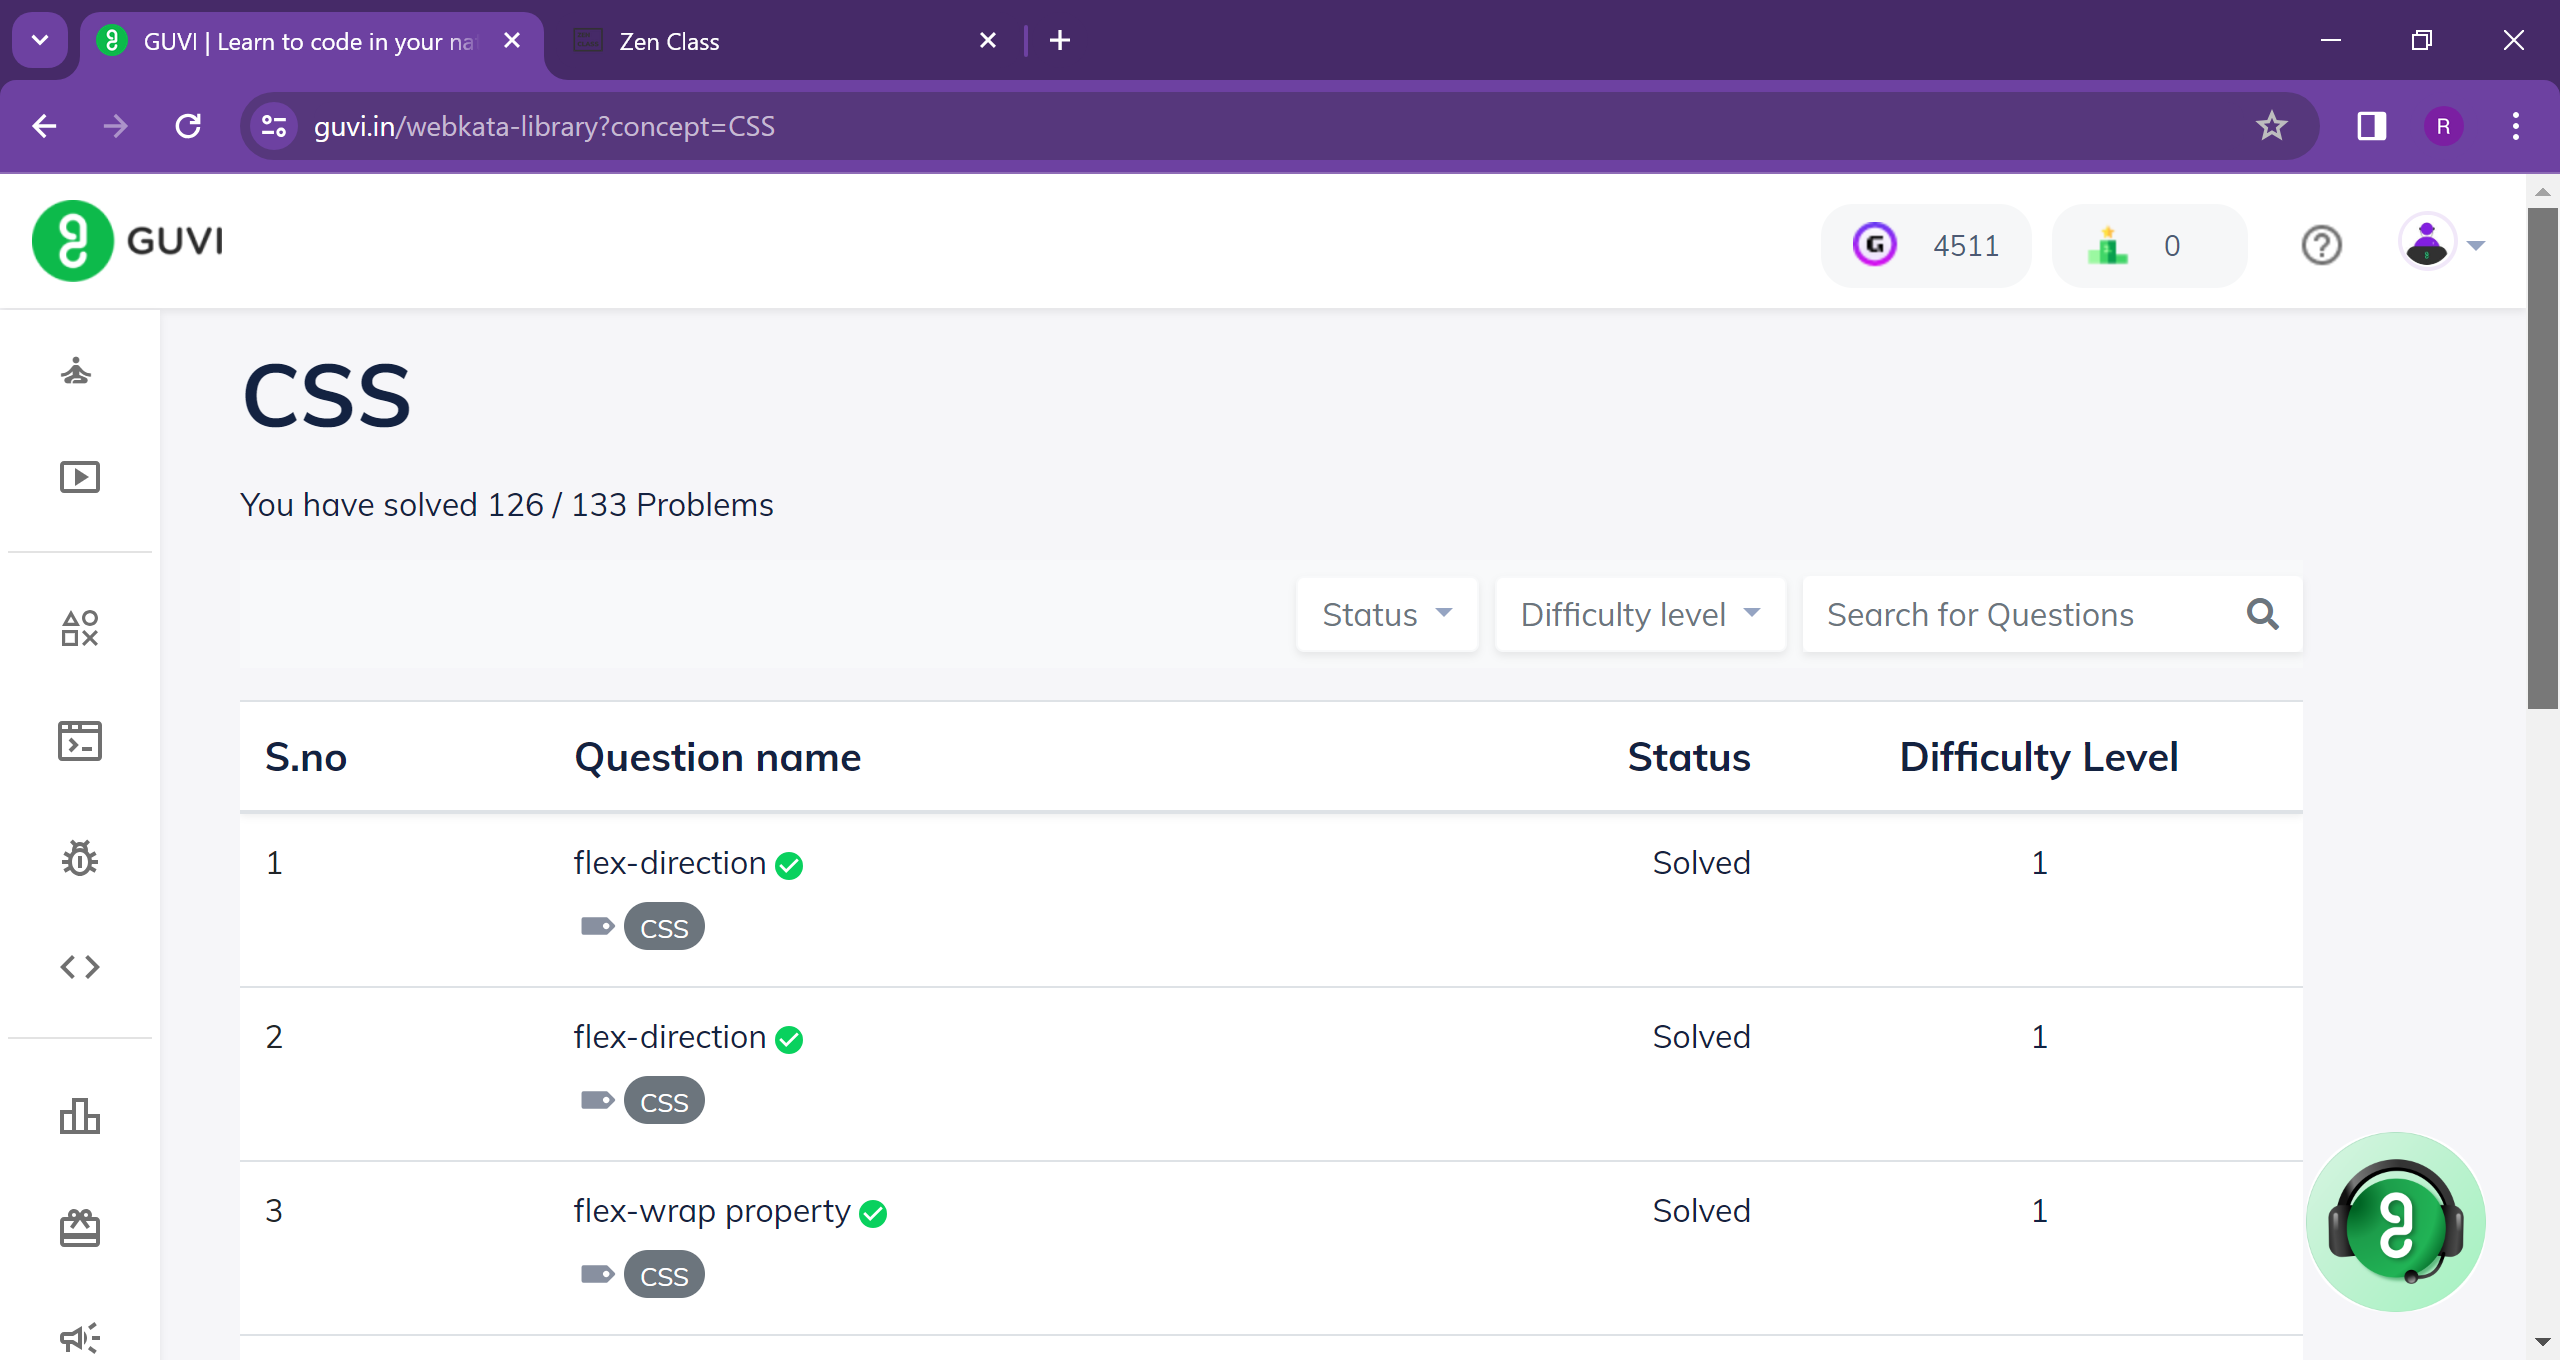 GUVI | Learn to code in your na
Zen Class
guvi.in/webkata-library?concept=CSS
R
GUVI
4511
0
CSS
You have solved 126 / 133 Problems
Status
Difficulty level
Search for Questions
S.no Question name Status Difficulty Level
1 flex-direction Solved 1
CSS
2 flex-direction Solved 1
CSS
3 flex-wrap property Solved 1
CSS